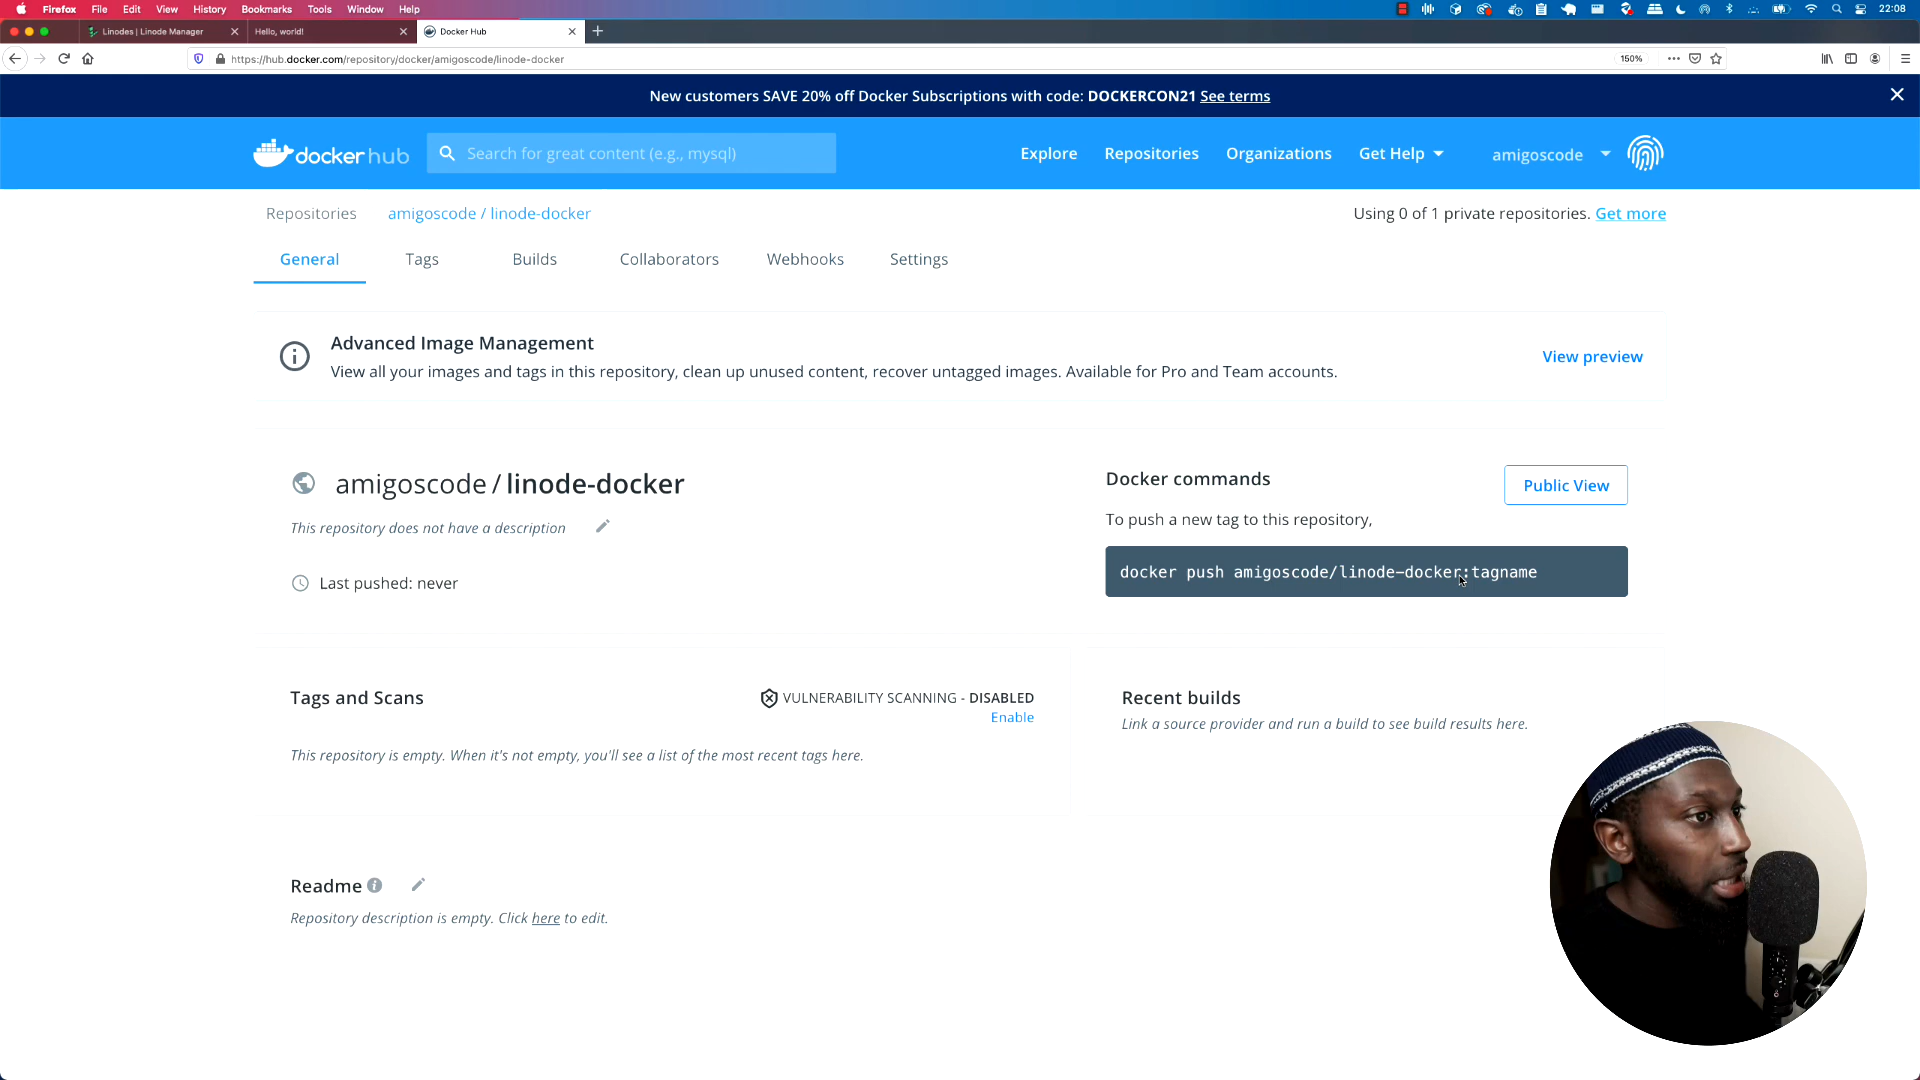 Firefox File Edit View History Bookmarks Tools Window Help 22:08
Linodes | Linode Manager
Hello, world!
Docker Hub
https://hub.docker.com/repository/docker/amigoscode/linode-docker
150%
New customers SAVE 20% off Docker Subscriptions with code: DOCKERCON21 See terms
docker hub
Search for great content (e.g., mysql)
Explore Repositories Organizations Get Help amigoscode
Repositories amigoscode / linode-docker
Using 0 of 1 private repositories. Get more
General Tags Builds Collaborators Webhooks Settings
Advanced Image Management
View all your images and tags in this repository, clean up unused content, recover untagged images. Available for Pro and Team accounts.
View preview
amigoscode / linode-docker
This repository does not have a description
Last pushed: never
Docker commands
Public View
To push a new tag to this repository,
docker push amigoscode/linode-docker:tagname
Tags and Scans
VULNERABILITY SCANNING - DISABLED
Enable
This repository is empty. When it's not empty, you'll see a list of the most recent tags here.
Recent builds
Link a source provider and run a build to see build results here.
Readme
Repository description is empty. Click here to edit.